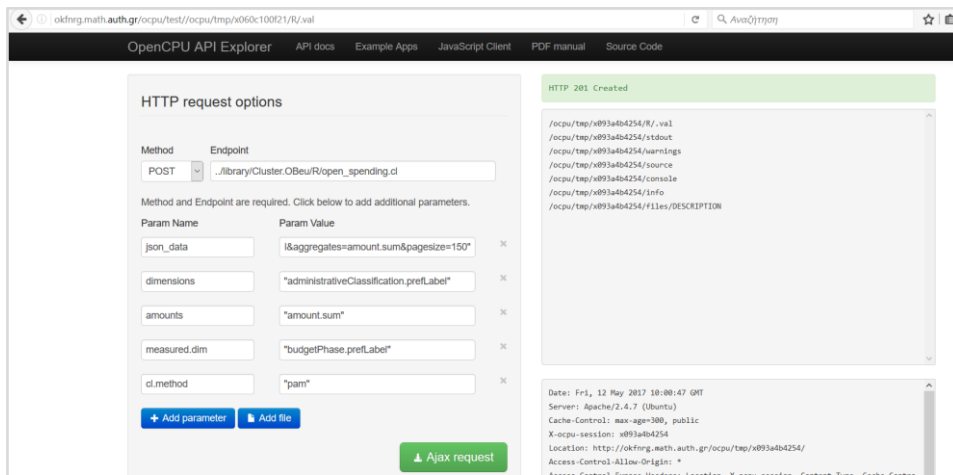 okfnrg.math.auth.gr/ocpu/test//ocpu/tmp/x060c100f21/R/.val
Αναζήτηση
OpenCPU API Explorer API docs Example Apps JavaScript Client PDF manual Source Code
HTTP request options
Method Endpoint
POST ../library/Cluster.OBeu/R/open_spending.cl
Method and Endpoint are required. Click below to add additional parameters.
Param Name Param Value
json_data l&aggregates=amount.sum&pagesize=150"
dimensions "administrativeClassification.prefLabel"
amounts "amount.sum"
measured.dim "budgetPhase.prefLabel"
cl.method "pam"
Add parameter Add file
Ajax request
HTTP 201 Created
/ocpu/tmp/x093a4b4254/R/.val
/ocpu/tmp/x093a4b4254/stdout
/ocpu/tmp/x093a4b4254/warnings
/ocpu/tmp/x093a4b4254/source
/ocpu/tmp/x093a4b4254/console
/ocpu/tmp/x093a4b4254/info
/ocpu/tmp/x093a4b4254/files/DESCRIPTION
Date: Fri, 12 May 2017 10:00:47 GMT
Server: Apache/2.4.7 (Ubuntu)
Cache-Control: max-age=300, public
X-ocpu-session: x093a4b4254
Location: http://okfnrg.math.auth.gr/ocpu/tmp/x093a4b4254/
Access-Control-Allow-Origin: *